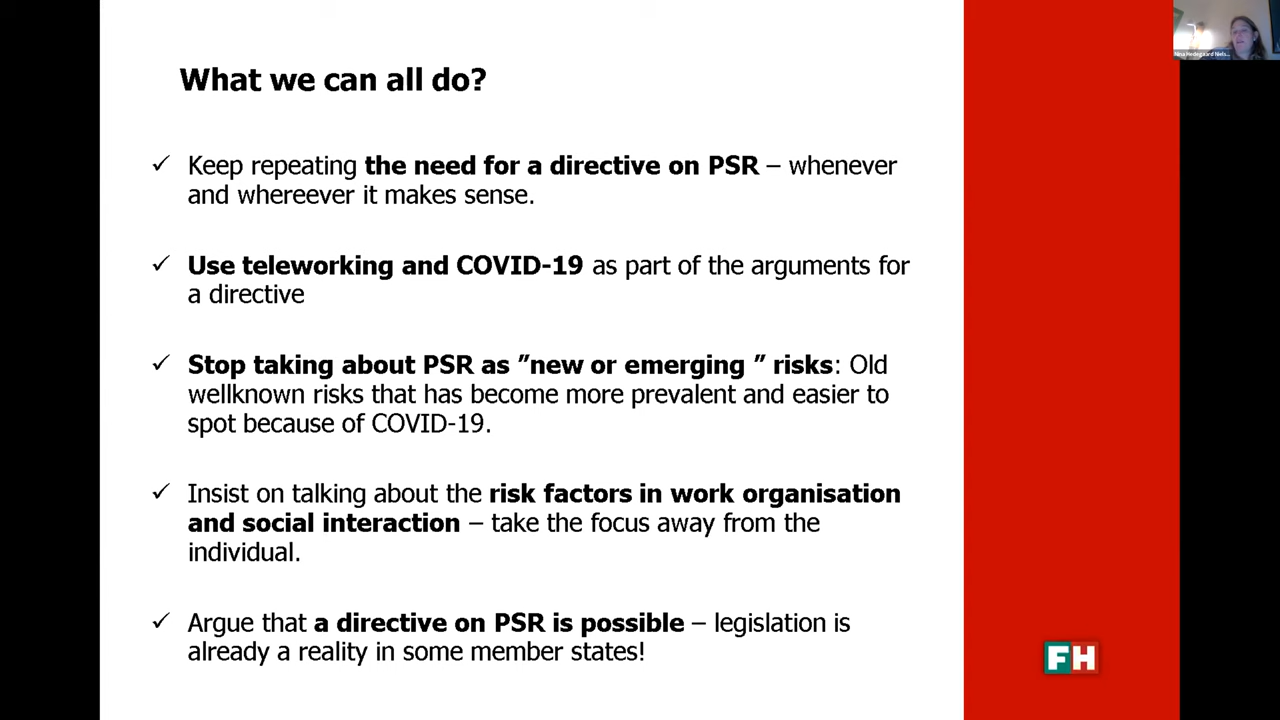 What we can all do?
✓ Keep repeating the need for a directive on PSR – whenever
and whereever it makes sense.
✓ Use teleworking and COVID-19 as part of the arguments for
a directive
✓ Stop taking about PSR as ”new or emerging ” risks: Old
wellknown risks that has become more prevalent and easier to
spot because of COVID-19.
✓ Insist on talking about the risk factors in work organisation
and social interaction – take the focus away from the
individual.
✓ Argue that a directive on PSR is possible – legislation is
already a reality in some member states!
FH
Nina Hedegaard Niels...